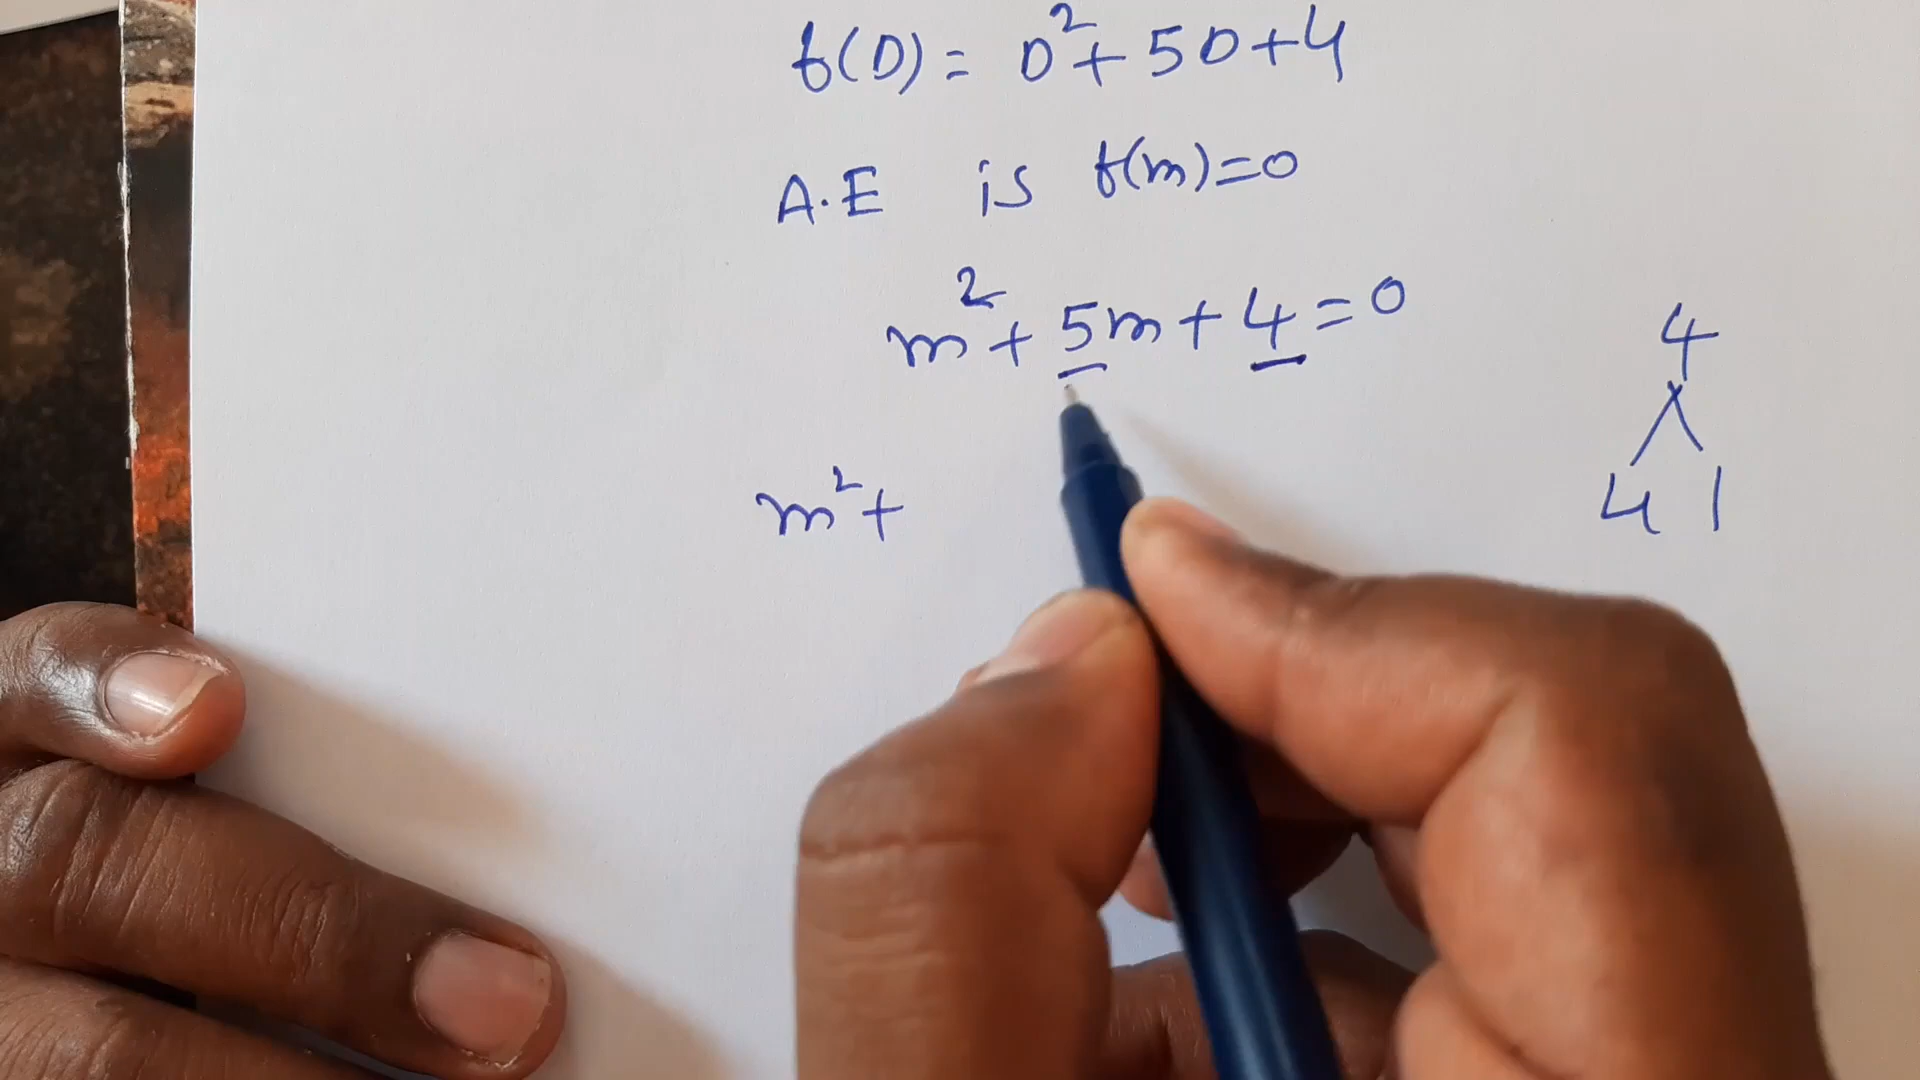 f(D) = D²+ 5D+4
A.E is f(m)=0
m²+ 5m+ 4 = 0
4
m²+
4 1